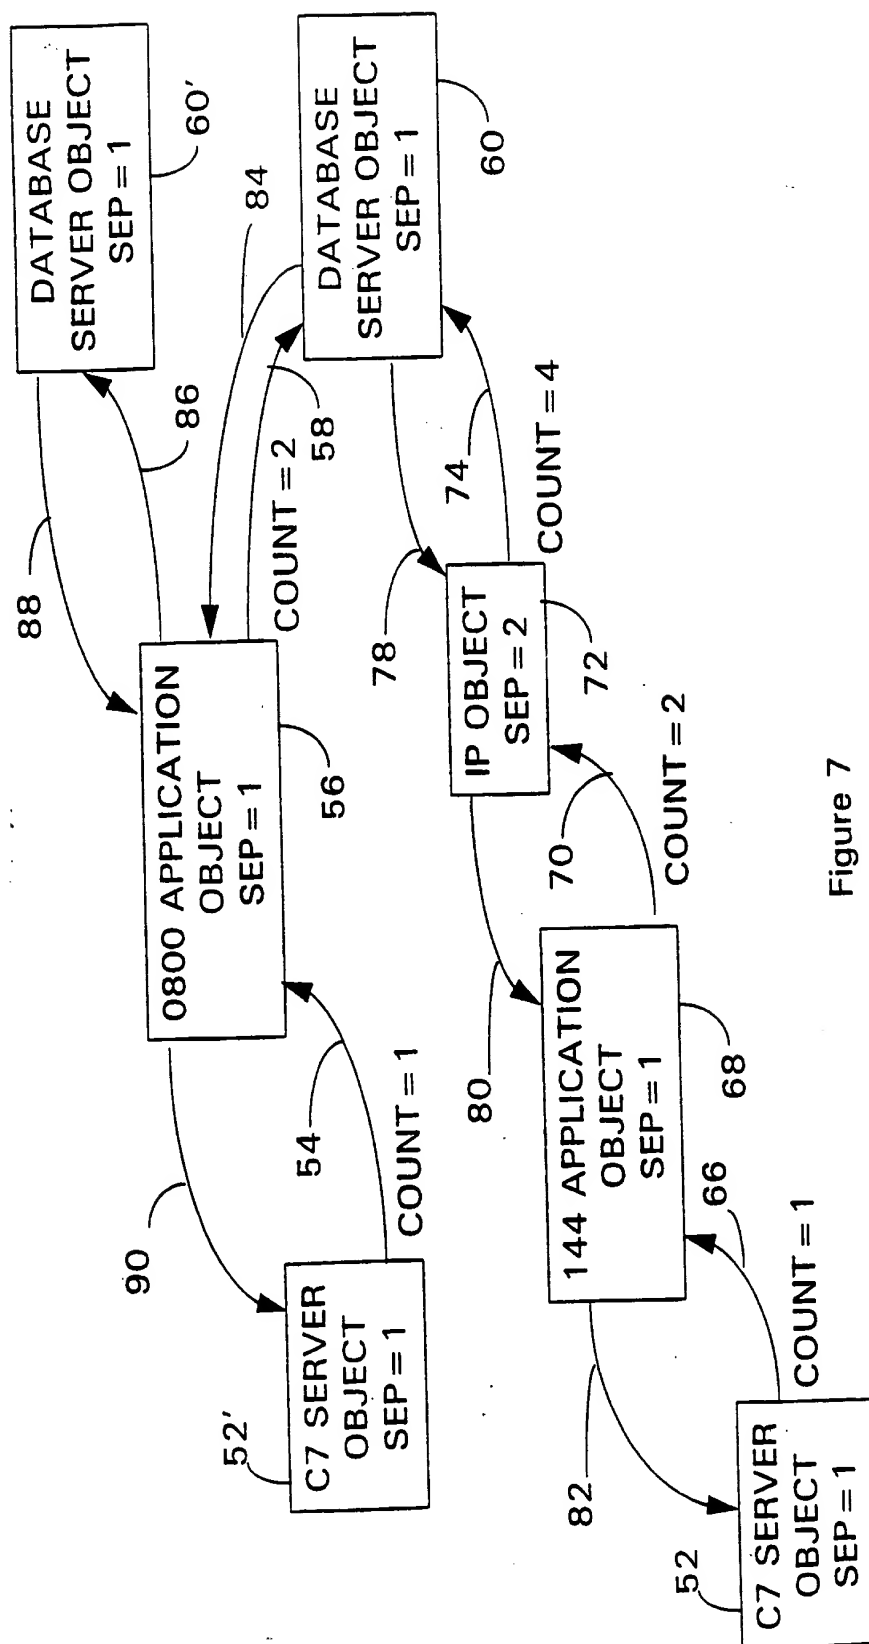 DATABASE
SERVER OBJECT
SEP=1
60'
88
86
84
0800 APPLICATION
OBJECT
SEP=1
56
COUNT=2
58
DATABASE
SERVER OBJECT
SEP=1
60
90
54
COUNT=1
52'
C7 SERVER
OBJECT
SEP=1
78
74
COUNT=4
IP OBJECT
SEP=2
72
80
70
COUNT=2
144 APPLICATION
OBJECT
SEP=1
68
82
66
COUNT=1
52
C7 SERVER
OBJECT
SEP=1
Figure 7